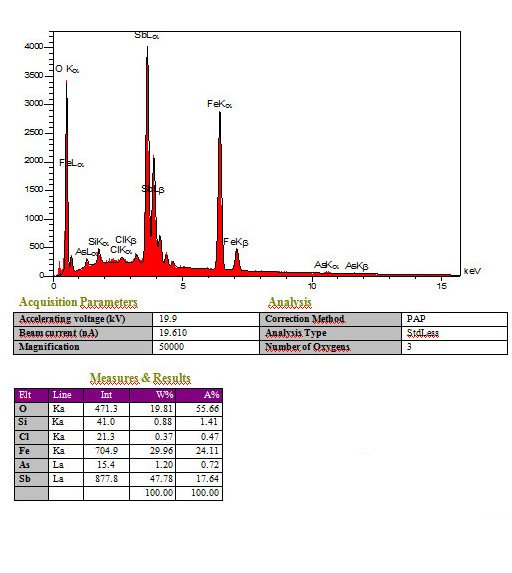 SbLα
4000
O Kα
3500
FeKα
3000
2500
FeLα
2000
SbLβ
1500
1000
SiKα ClKβ
FeKβ
AsLα ClKα
500
AsKα AsKβ
keV
0
0 5 10 15
Acquisition Parameters Analysis
Accelerating voltage (kV) 19.9 Correction Method PAP
Beam current (nA) 19.610 Analysis Type StdLess
Magnification 50000 Number of Oxygens 3
Measures & Results
Elt Line Int W% A%
O Ka 471.3 19.81 55.66
Si Ka 41.0 0.88 1.41
Cl Ka 21.3 0.37 0.47
Fe Ka 704.9 29.96 24.11
As La 15.4 1.20 0.72
Sb La 877.8 47.78 17.64
100.00 100.00